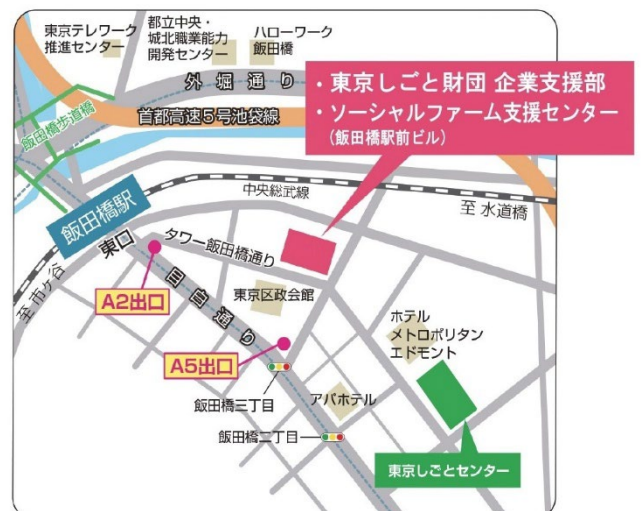 東京テレワーク
推進センター
都立中央・
城北職業能力
開発センター
ハローワーク
飯田橋
外堀通り
首都高速5号池袋線
・東京しごと財団 企業支援部
・ソーシャルファーム支援センター
(飯田橋駅前ビル)
飯田橋歩道橋
中央総武線
至 水道橋
飯田橋駅
東口
タワー飯田橋通り
至 市ヶ谷
A2出口
目白通り
東京区政会館
ホテル
メトロポリタン
エドモント
A5出口
飯田橋三丁目
アパホテル
飯田橋二丁目
東京しごとセンター